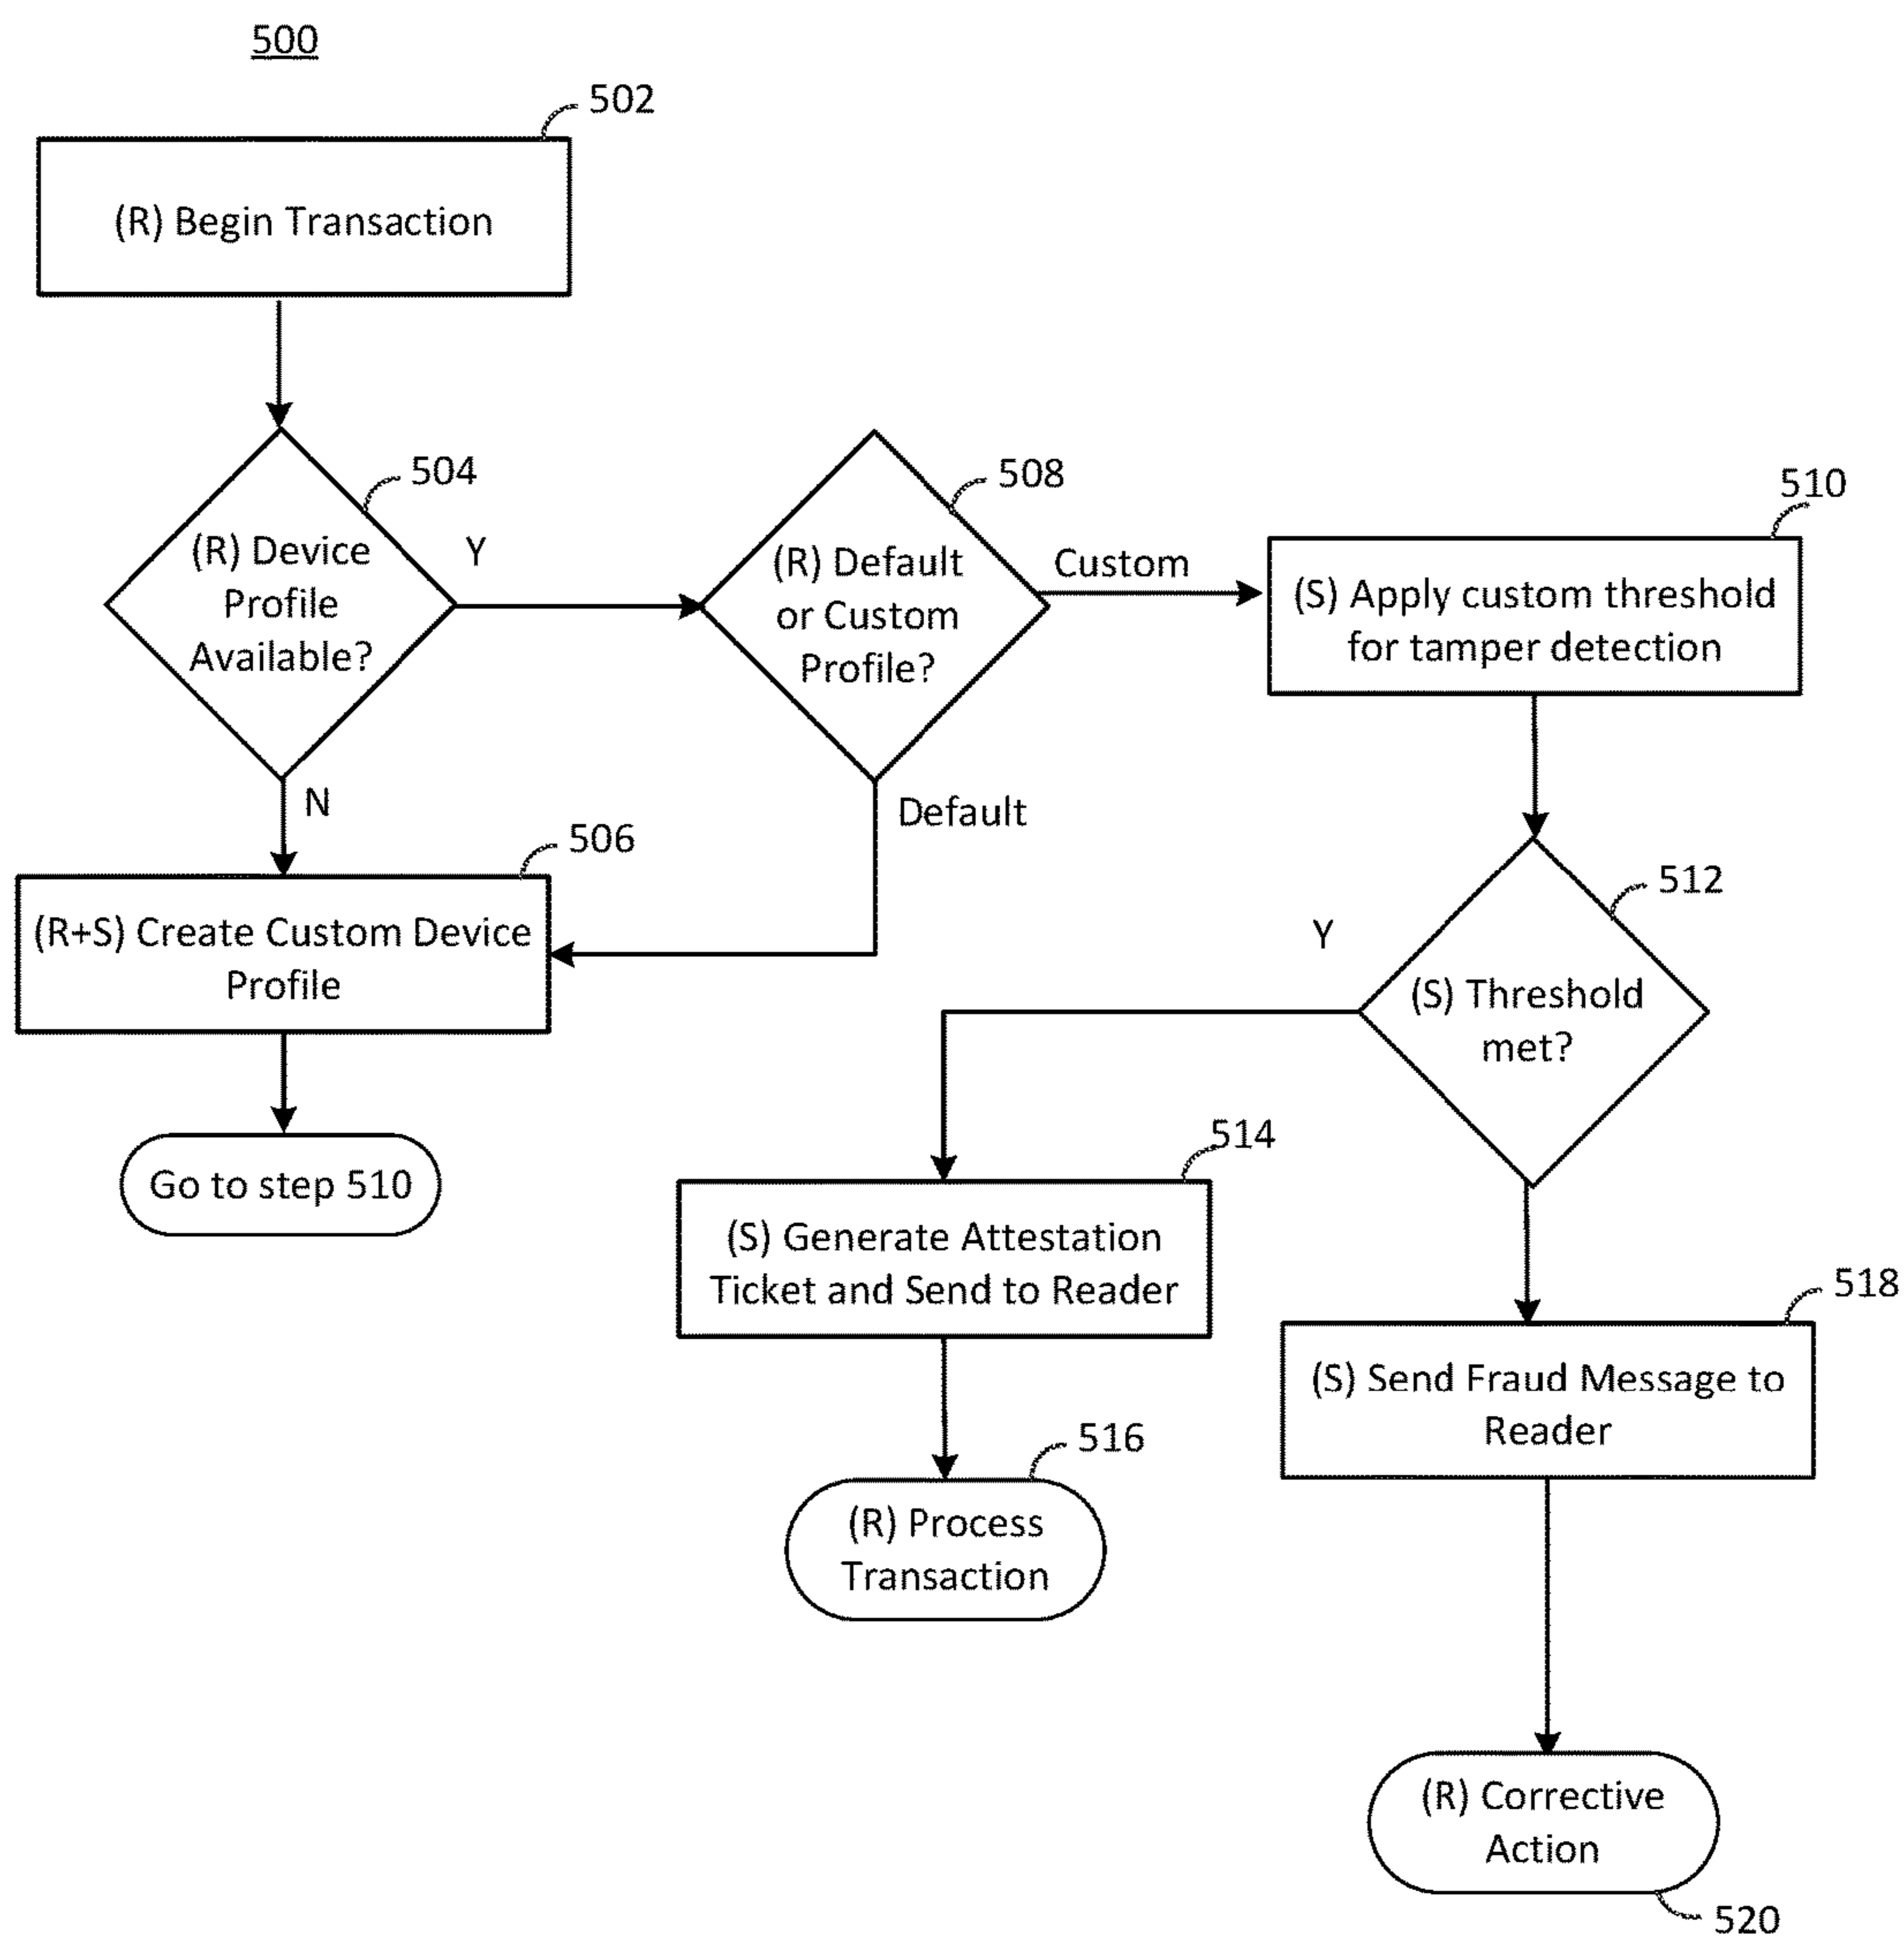 500
502
(R) Begin Transaction
504
(R) Device
Profile
Available?
Y
N
508
(R) Default
or Custom
Profile?
Custom
Default
510
(S) Apply custom threshold
for tamper detection
506
(R+S) Create Custom Device
Profile
Go to step 510
512
(S) Threshold
met?
Y
514
(S) Generate Attestation
Ticket and Send to Reader
516
(R) Process
Transaction
518
(S) Send Fraud Message to
Reader
(R) Corrective
Action
520